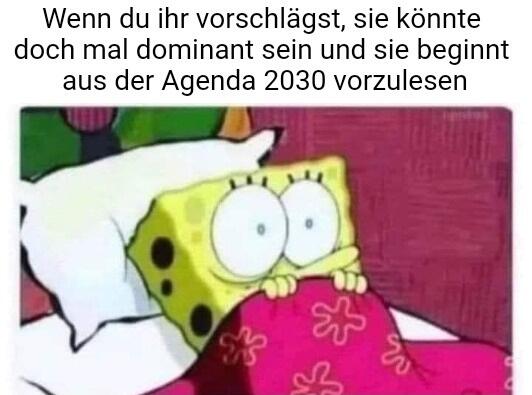 Wenn du ihr vorschlägst, sie könnte
doch mal dominant sein und sie beginnt
aus der Agenda 2030 vorzulesen